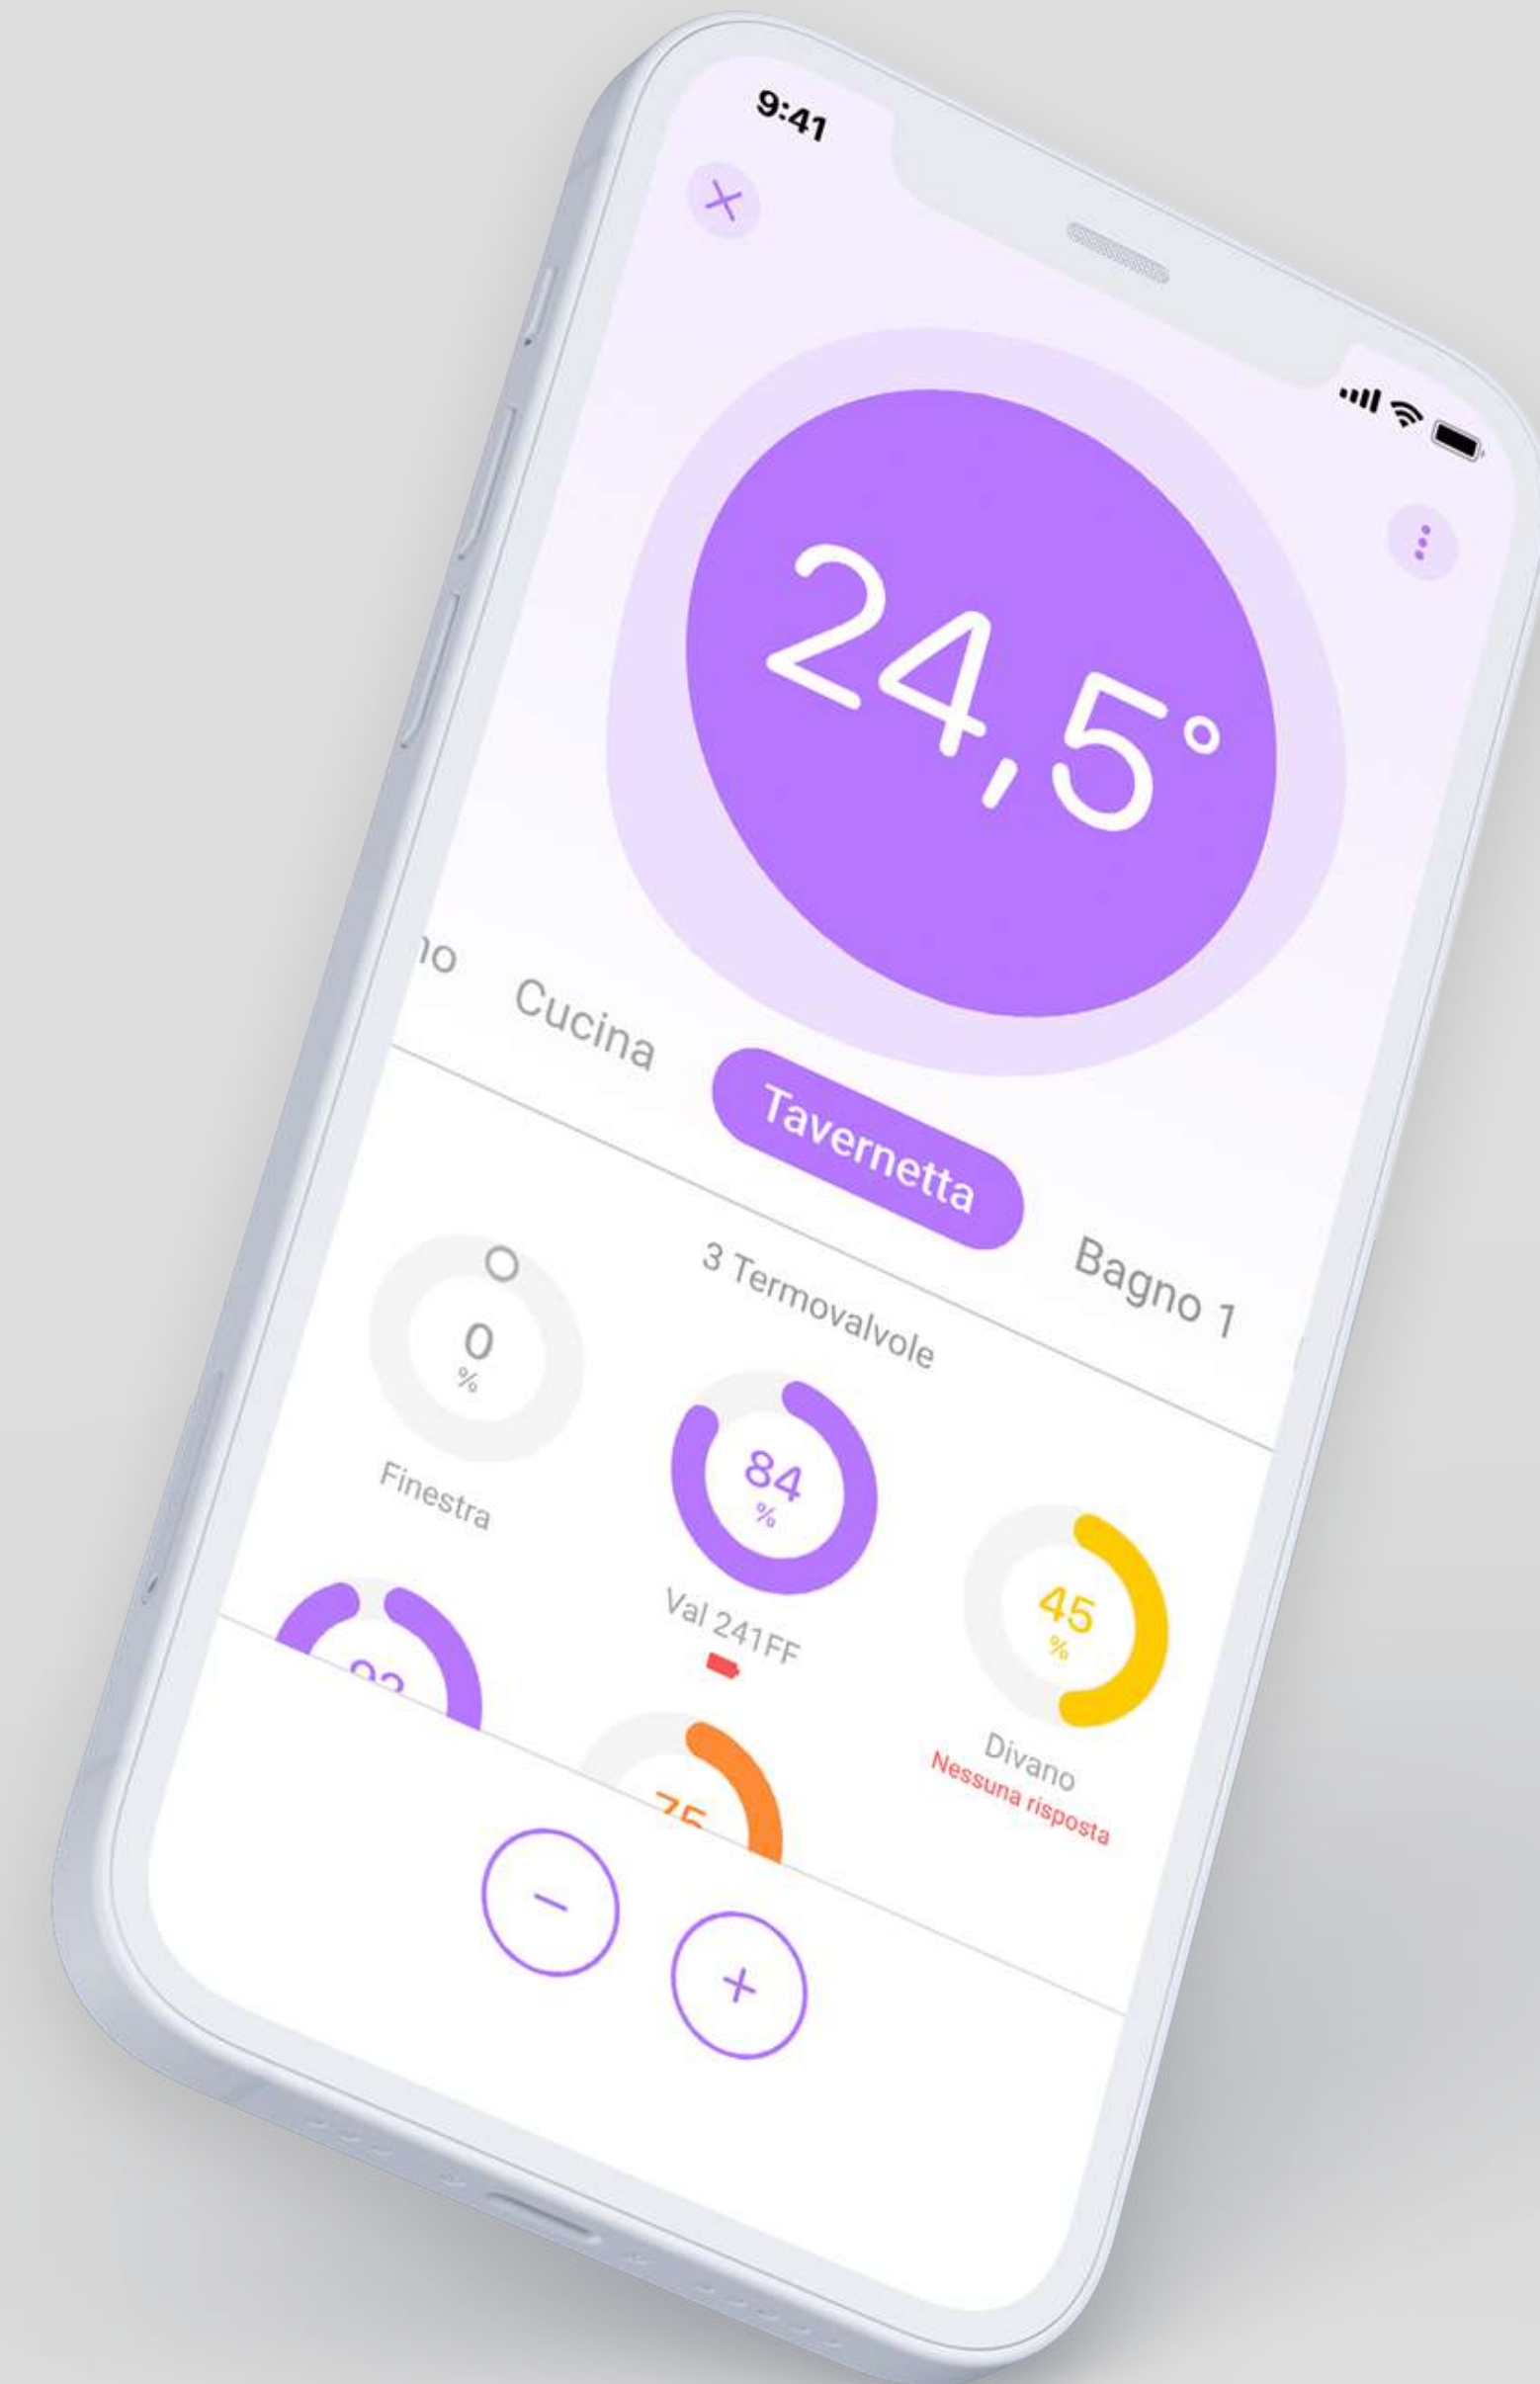 9:41
24,5°
Cucina
Tavernetta
Bagno 1
3 Termovalvole
0
%
Finestra
84
%
Val 241FF
45
%
Divano
Nessuna risposta
75
−
+